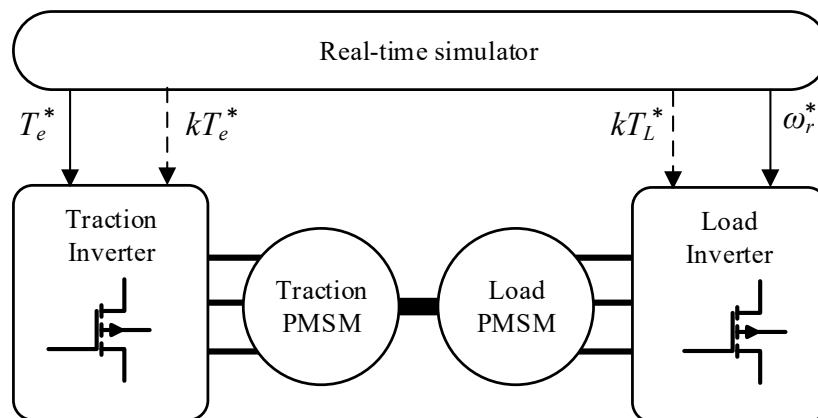 Real-time simulator
T_e^*
kT_e^*
kT_L^*
ω_r^*
Traction
Inverter
Load
Inverter
Traction
PMSM
Load
PMSM